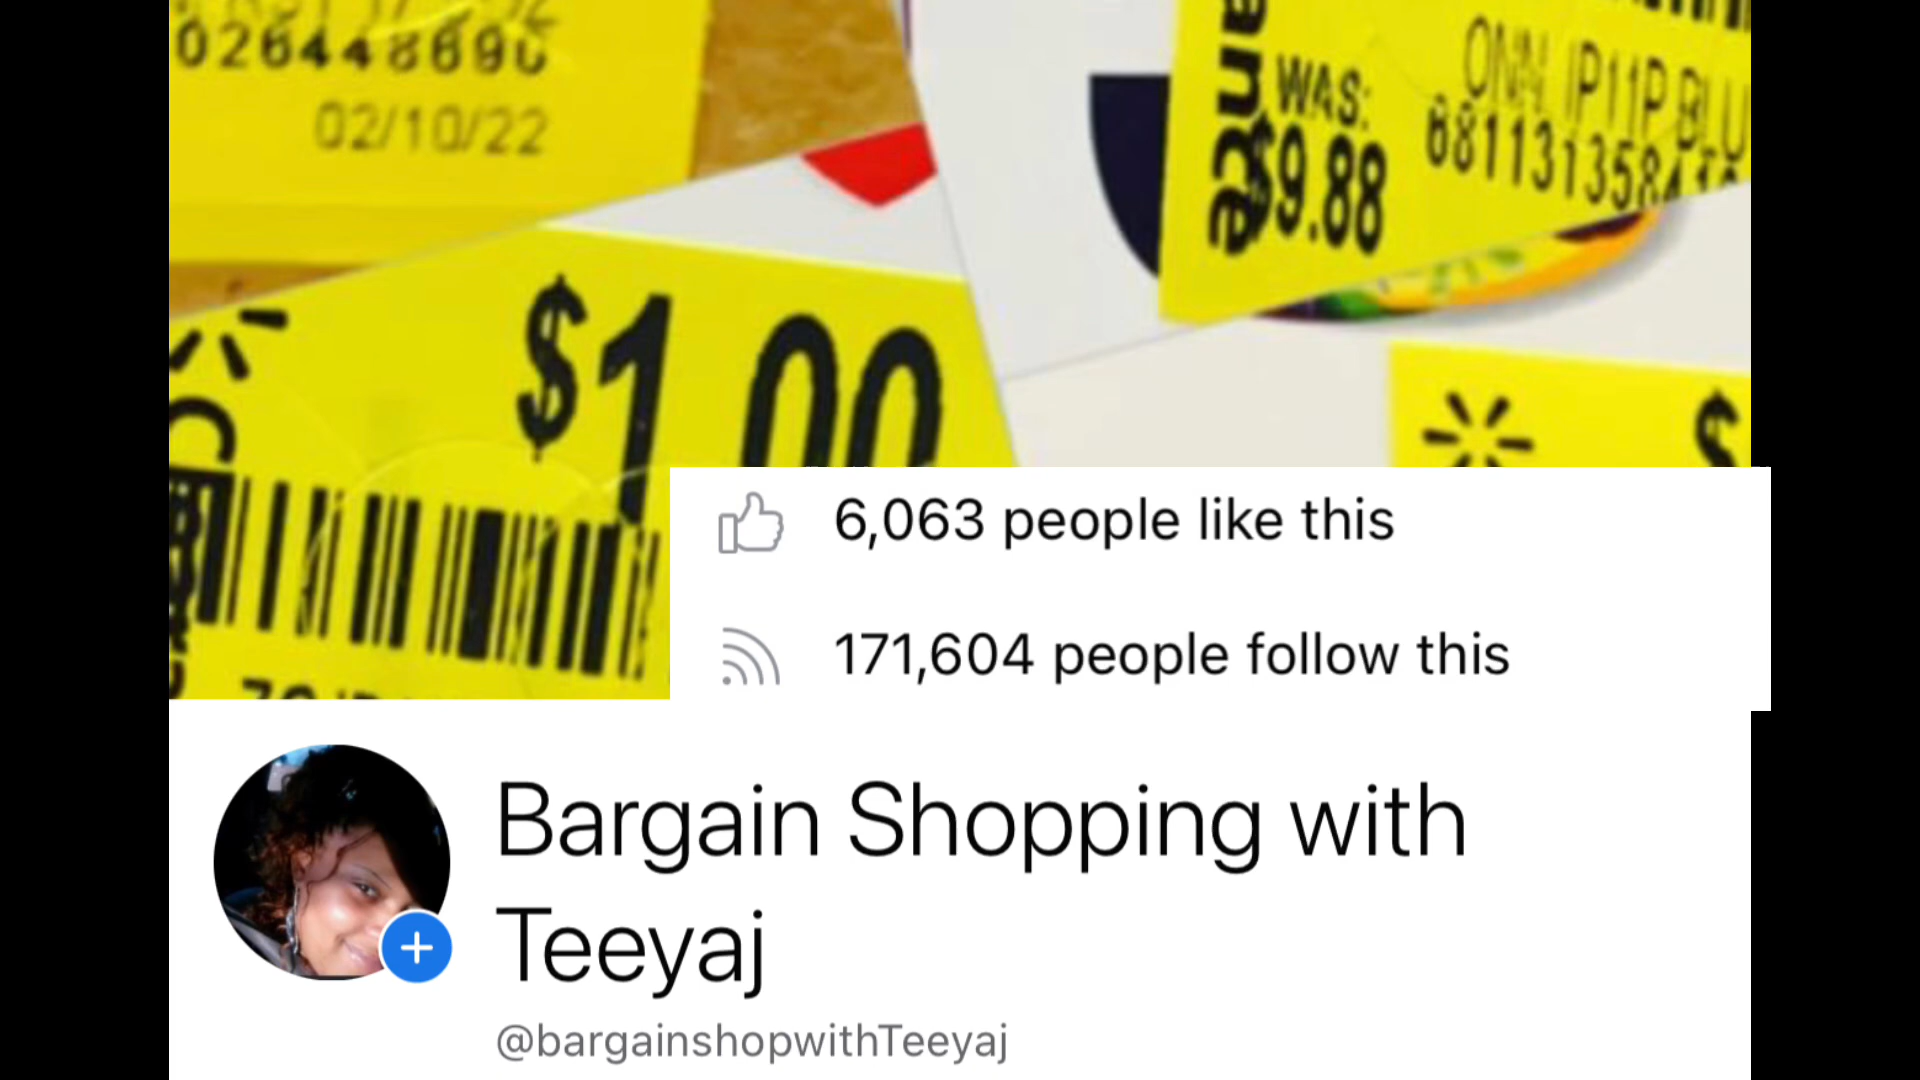 02/10/22
WAS:
$9.88
ONN IP11P BLU
$1.00
$
6,063 people like this
171,604 people follow this
Bargain Shopping with
Teeyaj
@bargainshopwithTeeyaj